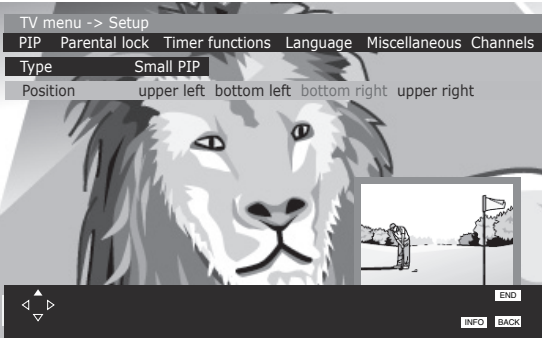 TV menu -> Setup
PIP Parental lock Timer functions Language Miscellaneous Channels
Type Small PIP
Position upper left bottom left bottom right upper right
END
INFO BACK